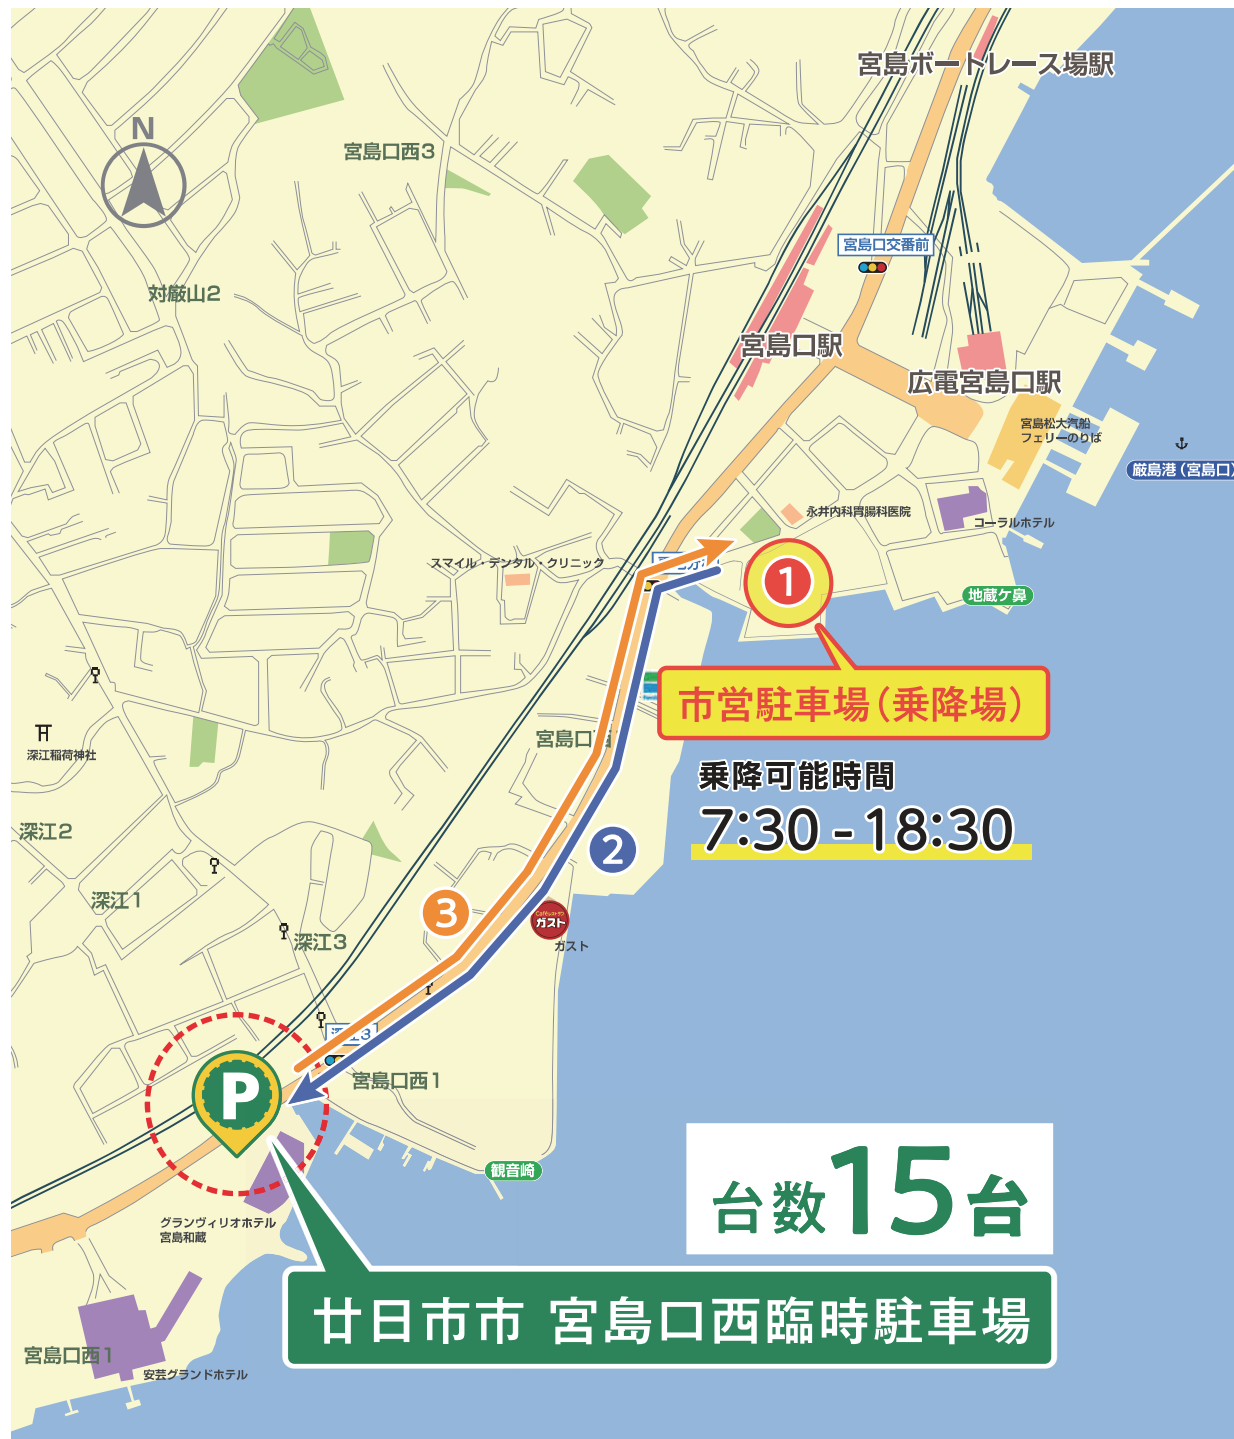 宮島ボートレース場駅
N
宮島口西3
宮島口交番前
対厳山2
宮島口駅
広電宮島口駅
宮島松大汽船
フェリーのりば
厳島港(宮島口)
永井内科胃腸科医院
コーラルホテル
スマイル・デンタル・クリニック
1
地蔵ケ鼻
市営駐車場(乗降場)
深江稲荷神社
宮島口西
乗降可能時間
7:30-18:30
深江2
2
深江1
3
ガスト
ガスト
深江3
深江3
宮島口西1
P
観音崎
台数15台
グランヴィリオホテル
宮島和蔵
廿日市市 宮島口西臨時駐車場
宮島口西1
安芸グランドホテル